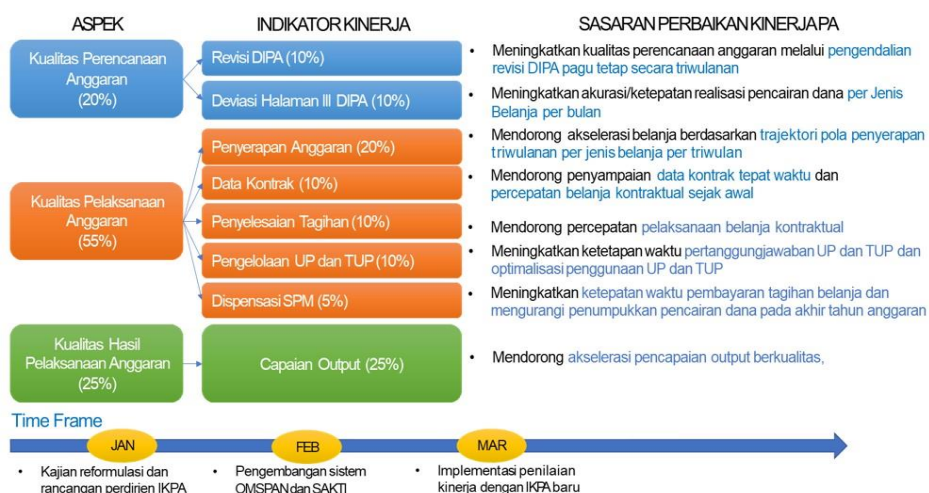 ASPEK
INDIKATOR KINERJA
SASARAN PERBAIKAN KINERJA PA
Kualitas Perencanaan
Anggaran
(20%)
Revisi DIPA (10%)
Deviasi Halaman III DIPA (10%)
• Meningkatkan kualitas perencanaan anggaran melalui pengendalian
revisi DIPA pagu tetap secara triwulanan
• Meningkatkan akurasi/ketepatan realisasi pencairan dana per Jenis
Belanja per bulan
Kualitas Pelaksanaan
Anggaran
(55%)
Penyerapan Anggaran (20%)
Data Kontrak (10%)
Penyelesaian Tagihan (10%)
Pengelolaan UP dan TUP (10%)
Dispensasi SPM (5%)
• Mendorong akselerasi belanja berdasarkan trajektori pola penyerapan
triwulanan per jenis belanja per triwulan
• Mendorong penyampaian data kontrak tepat waktu dan
percepatan belanja kontraktual sejak awal
• Mendorong percepatan pelaksanaan belanja kontraktual
• Meningkatkan ketetapan waktu pertanggungjawaban UP dan TUP dan
optimalisasi penggunaan UP dan TUP
• Meningkatkan ketepatan waktu pembayaran tagihan belanja dan
mengurangi penumpukkan pencairan dana pada akhir tahun anggaran
Kualitas Hasil
Pelaksanaan Anggaran
(25%)
Capaian Output (25%)
• Mendorong akselerasi pencapaian output berkualitas,
Time Frame
JAN
FEB
MAR
• Kajian reformulasi dan
rancangan perdirjen IKPA
• Pengembangan sistem
OMSPAN dan SAKTI
• Implementasi penilaian
kinerja dengan IKPA baru